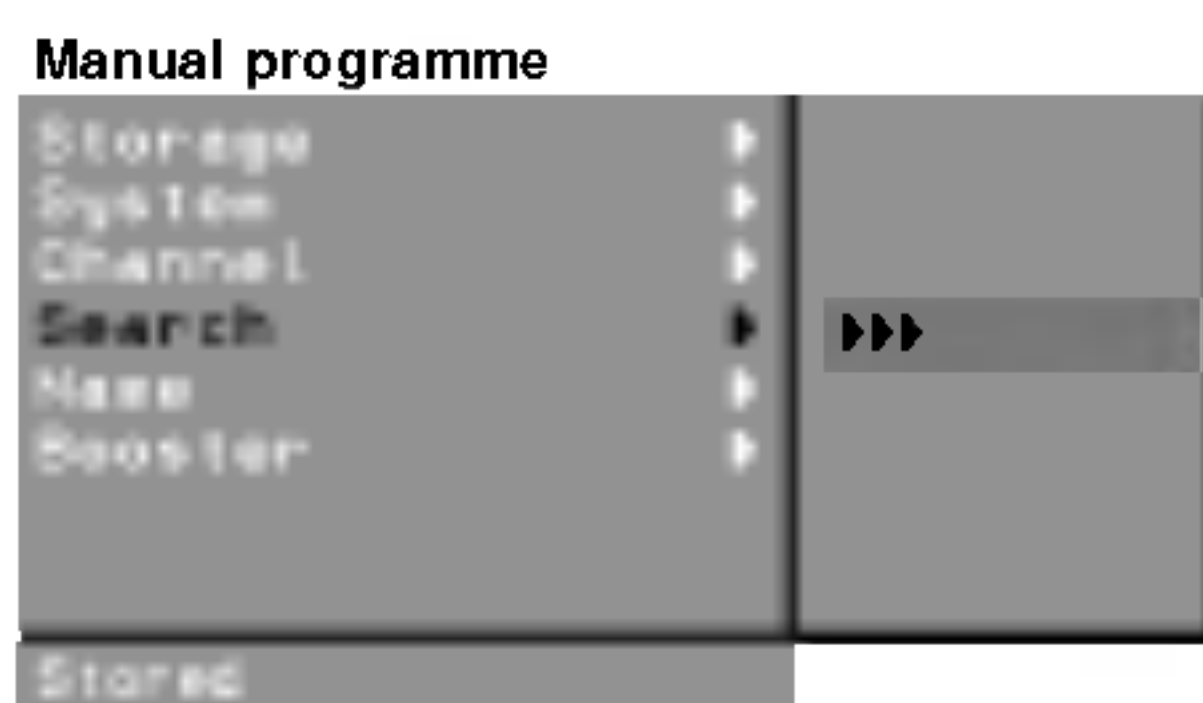 Manual programme
Storage
System
Channel
Search
Name
Booster
Stored